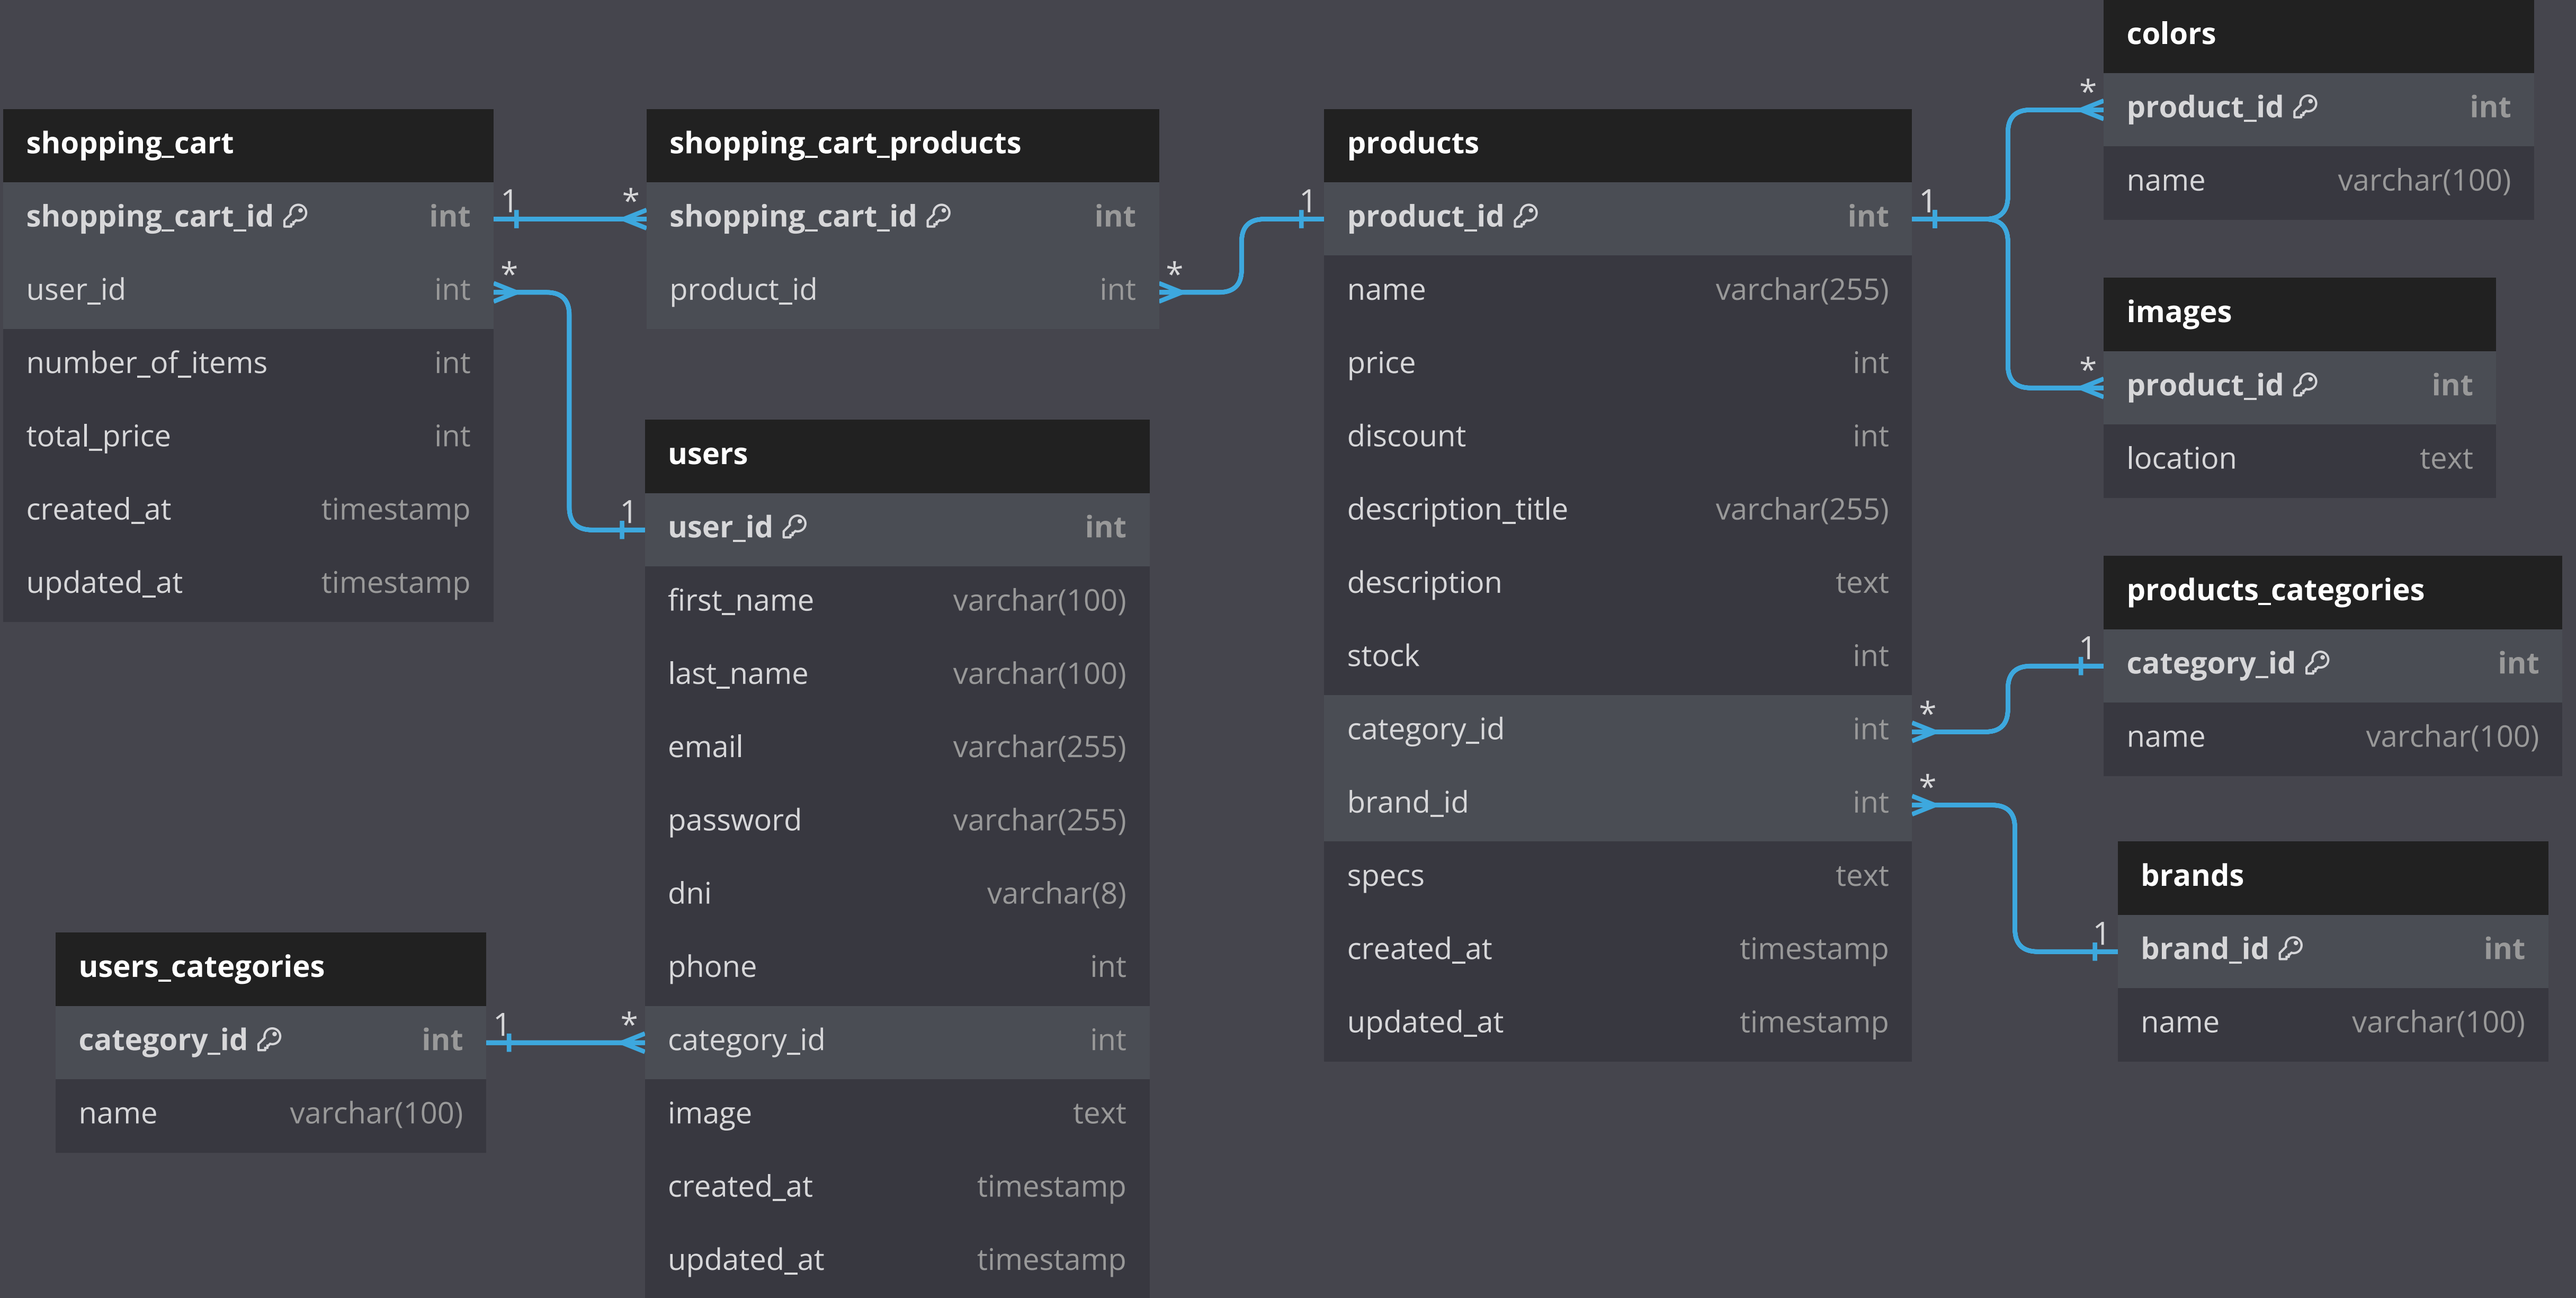 shopping_cart
shopping_cart_id int
user_id int
number_of_items int
total_price int
created_at timestamp
updated_at timestamp
1 *
* 1
shopping_cart_products
shopping_cart_id int
product_id int
* 1
users
user_id int
first_name varchar(100)
last_name varchar(100)
email varchar(255)
password varchar(255)
dni varchar(8)
phone int
category_id int
image text
created_at timestamp
updated_at timestamp
users_categories
category_id int
name varchar(100)
1 *
products
product_id int
name varchar(255)
price int
discount int
description_title varchar(255)
description text
stock int
category_id int
brand_id int
specs text
created_at timestamp
updated_at timestamp
1 *
*
* 1
* 1
colors
product_id int
name varchar(100)
images
product_id int
location text
products_categories
category_id int
name varchar(100)
brands
brand_id int
name varchar(100)